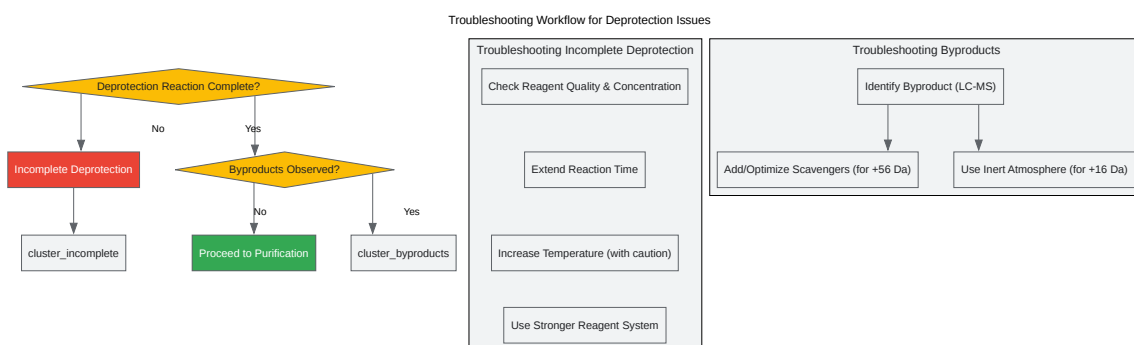 Troubleshooting Workflow for Deprotection Issues
Deprotection Reaction Complete?
No
Yes
Incomplete Deprotection
Byproducts Observed?
No
Yes
cluster_incomplete
Proceed to Purification
cluster_byproducts
Troubleshooting Incomplete Deprotection
Check Reagent Quality & Concentration
Extend Reaction Time
Increase Temperature (with caution)
Use Stronger Reagent System
Troubleshooting Byproducts
Identify Byproduct (LC-MS)
Add/Optimize Scavengers (for +56 Da)
Use Inert Atmosphere (for +16 Da)